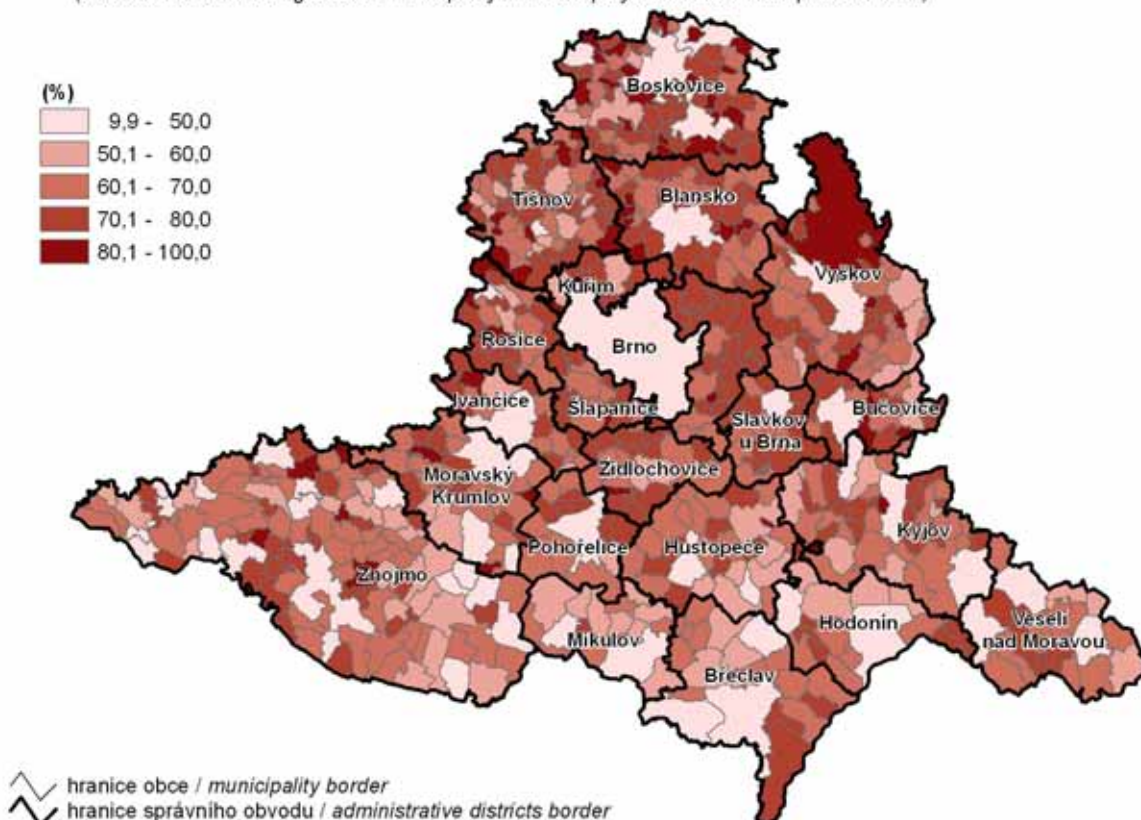 (%)
9,9 - 50,0
50,1 - 60,0
60,1 - 70,0
70,1 - 80,0
80,1 - 100,0
Boskovice
Tišnov
Blansko
Vyškov
Kuřim
Rosice
Brno
Ivančice
Šlapanice
Slavkov
u Brna
Bučovice
Moravský
Krumlov
Židlochovice
Pohořelice
Hustopeče
Kyjov
Znojmo
Mikulov
Hodonín
Veselí
nad Moravou
Břeclav
hranice obce / municipality border
hranice správního obvodu / administrative districts border